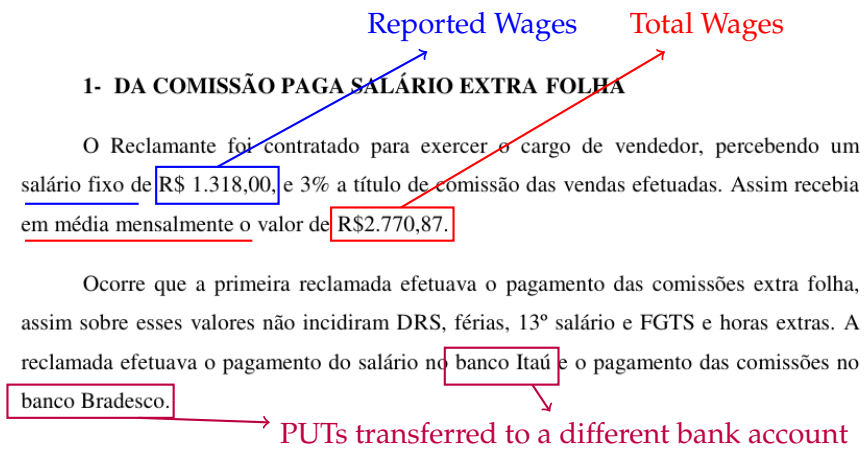 Reported Wages Total Wages
1- DA COMISSÃO PAGA SALÁRIO EXTRA FOLHA
O Reclamante foi contratado para exercer o cargo de vendedor, percebendo um
salário fixo de R$ 1.318,00, e 3% a título de comissão das vendas efetuadas. Assim recebia
em média mensalmente o valor de R$2.770,87.
Ocorre que a primeira reclamada efetuava o pagamento das comissões extra folha,
assim sobre esses valores não incidiram DRS, férias, 13º salário e FGTS e horas extras. A
reclamada efetuava o pagamento do salário no banco Itaú e o pagamento das comissões no
banco Bradesco.
PUTs transferred to a different bank account